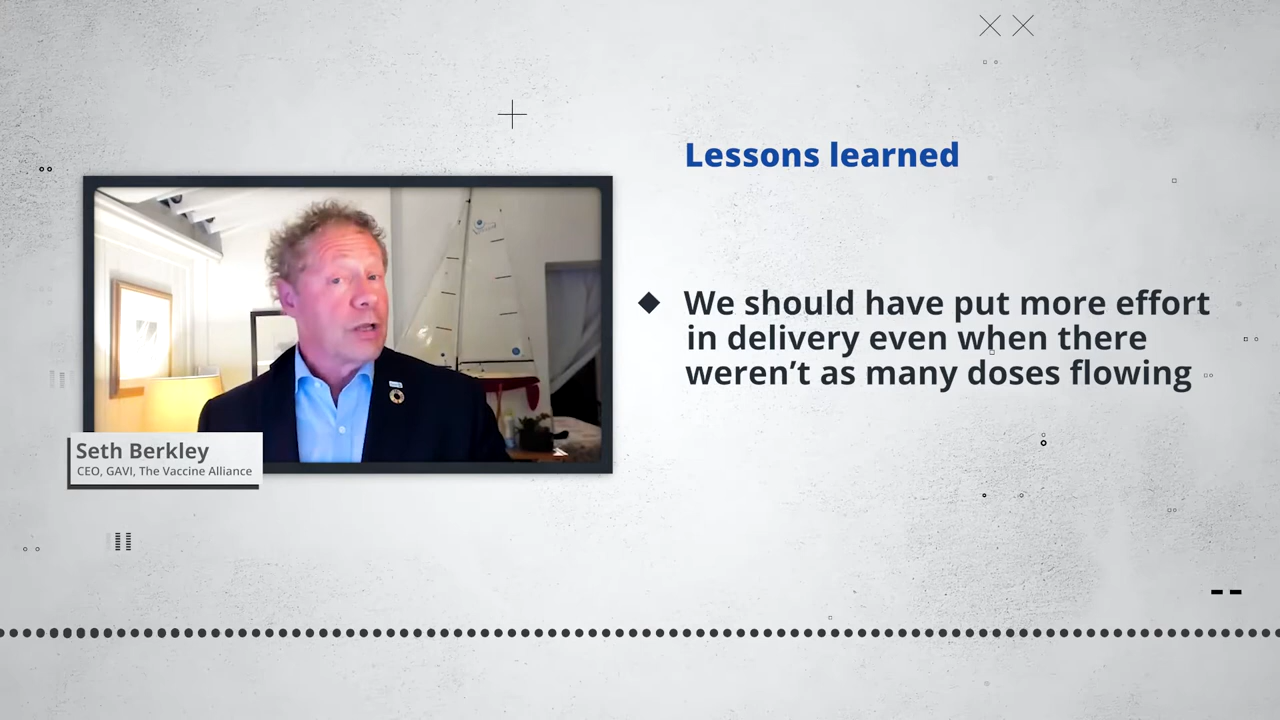 Lessons learned
We should have put more effort
in delivery even when there
weren’t as many doses flowing
Seth Berkley
CEO, GAVI, The Vaccine Alliance